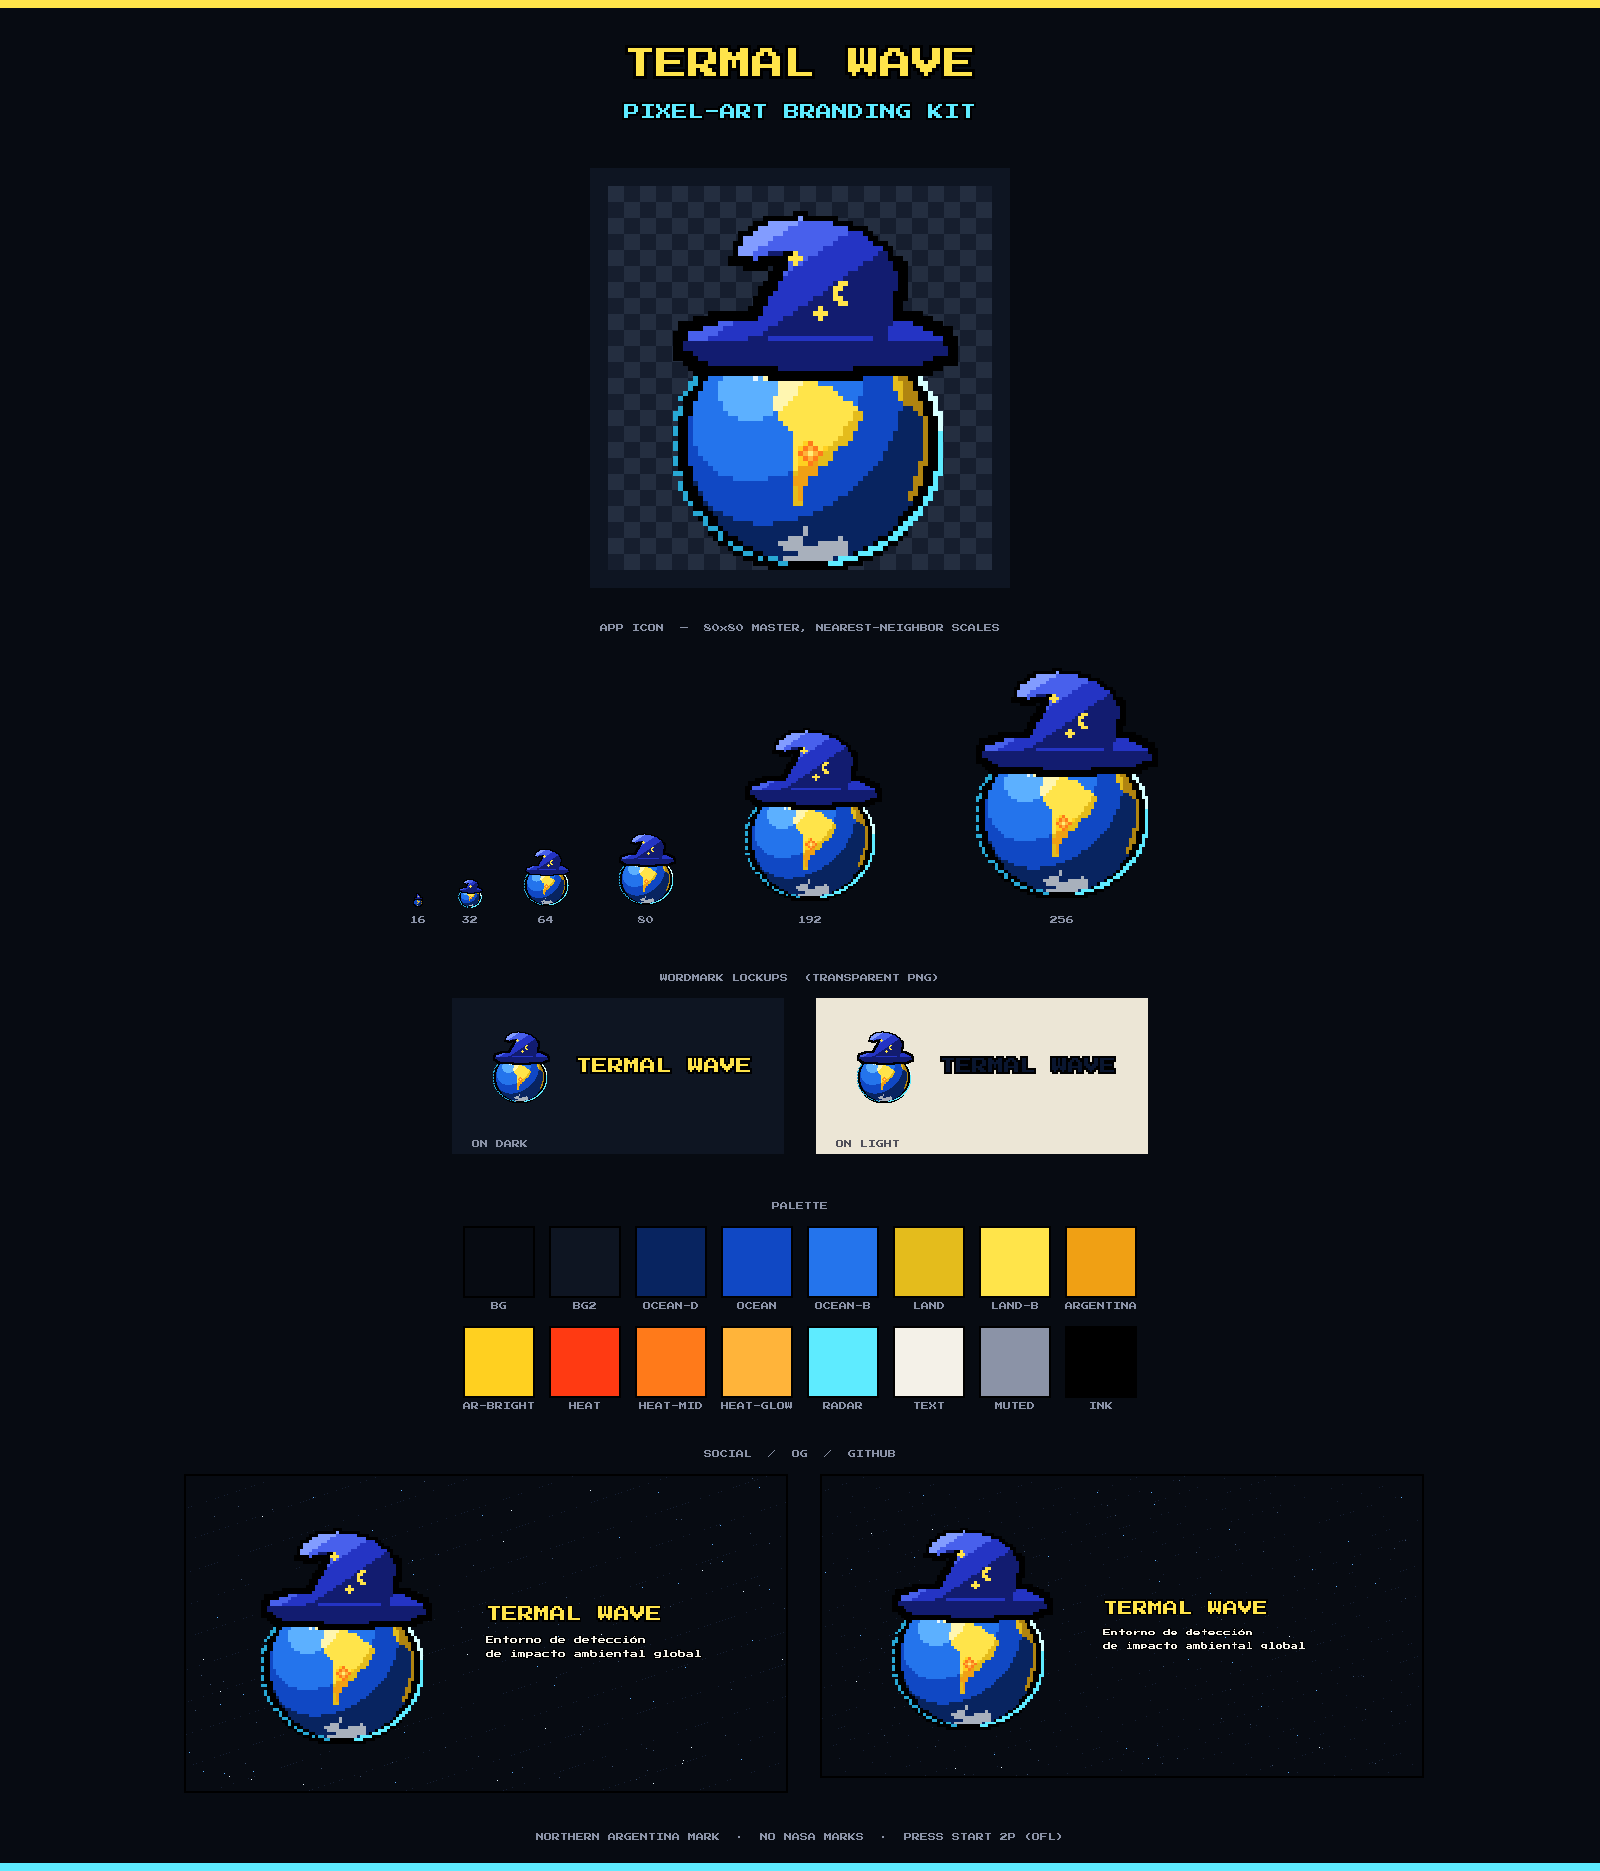 TERMAL WAVE
PIXEL-ART BRANDING KIT
APP ICON — 80x80 MASTER, NEAREST-NEIGHBOR SCALES
16 32 64 80 192 256
WORDMARK LOCKUPS (TRANSPARENT PNG)
TERMAL WAVE
ON DARK
TERMAL WAVE
ON LIGHT
PALETTE
BG BG2 OCEAN-D OCEAN OCEAN-B LAND LAND-B ARGENTINA
AR-BRIGHT HEAT HEAT-MID HEAT-GLOW RADAR TEXT MUTED INK
SOCIAL / OG / GITHUB
TERMAL WAVE
Entorno de detección
de impacto ambiental global
TERMAL WAVE
Entorno de detección
de impacto ambiental global
NORTHERN ARGENTINA MARK · NO NASA MARKS · PRESS START 2P (OFL)